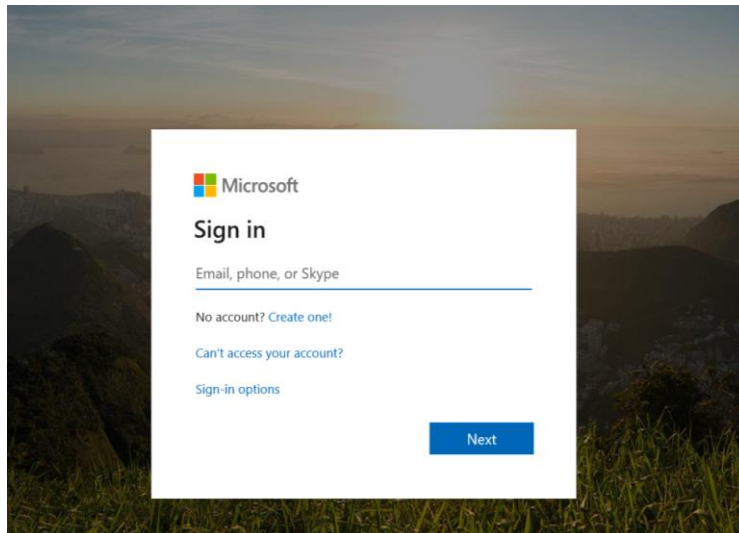 Microsoft
Sign in
Email, phone, or Skype
No account? Create one!
Can't access your account?
Sign-in options
Next